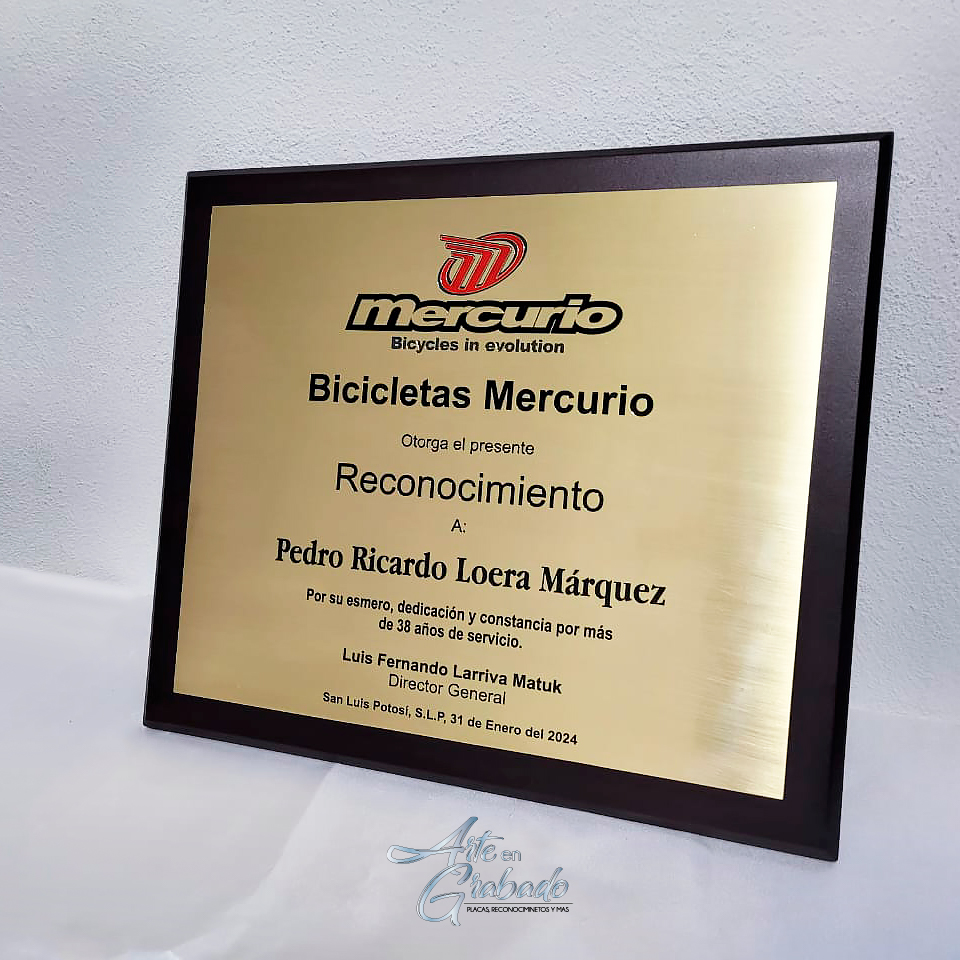 mercurio
Bicycles in evolution
Bicicletas Mercurio
Otorga el presente
Reconocimiento
A:
Pedro Ricardo Loera Márquez
Por su esmero, dedicación y constancia por más
de 38 años de servicio.
Luis Fernando Larriva Matuk
Director General
San Luis Potosí, S.L.P, 31 de Enero del 2024
Arte en
Grabado
PLACAS, RECONOCIMINETOS Y MAS